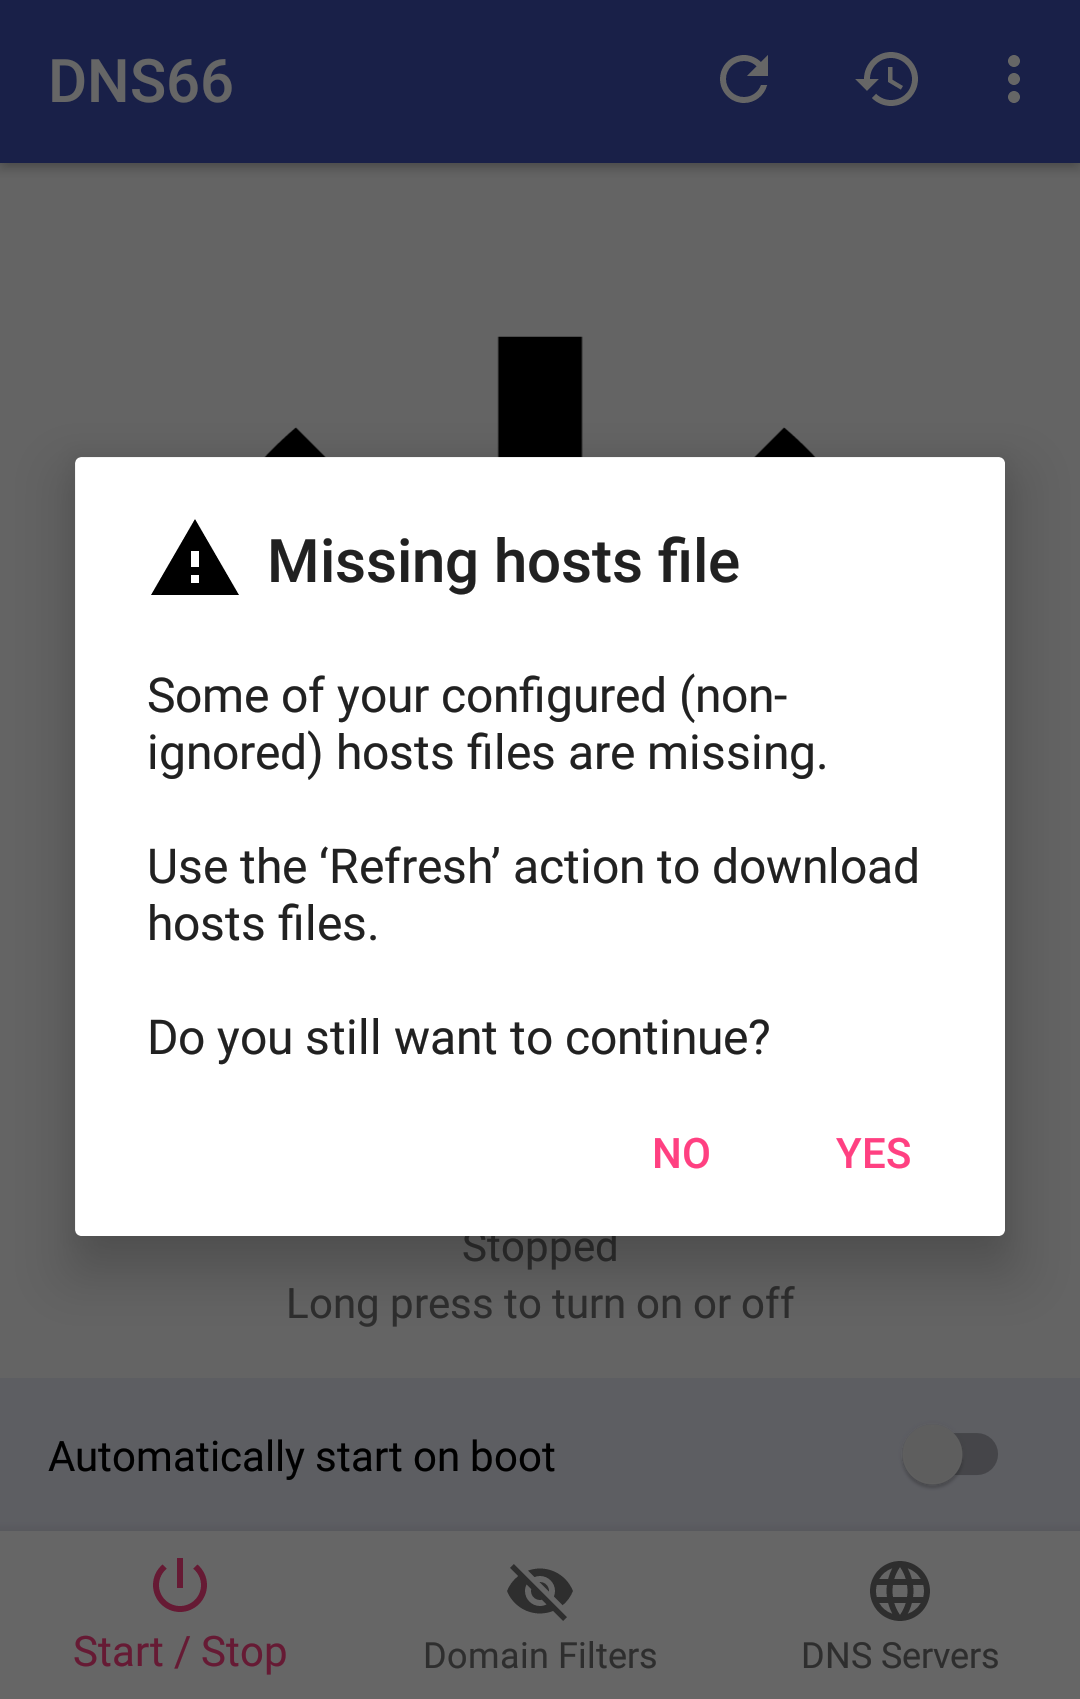 DNS66
Missing hosts file
Some of your configured (non-
ignored) hosts files are missing.
Use the ‘Refresh’ action to download
hosts files.
Do you still want to continue?
NO YES
Stopped
Long press to turn on or off
Automatically start on boot
Start / Stop Domain Filters DNS Servers